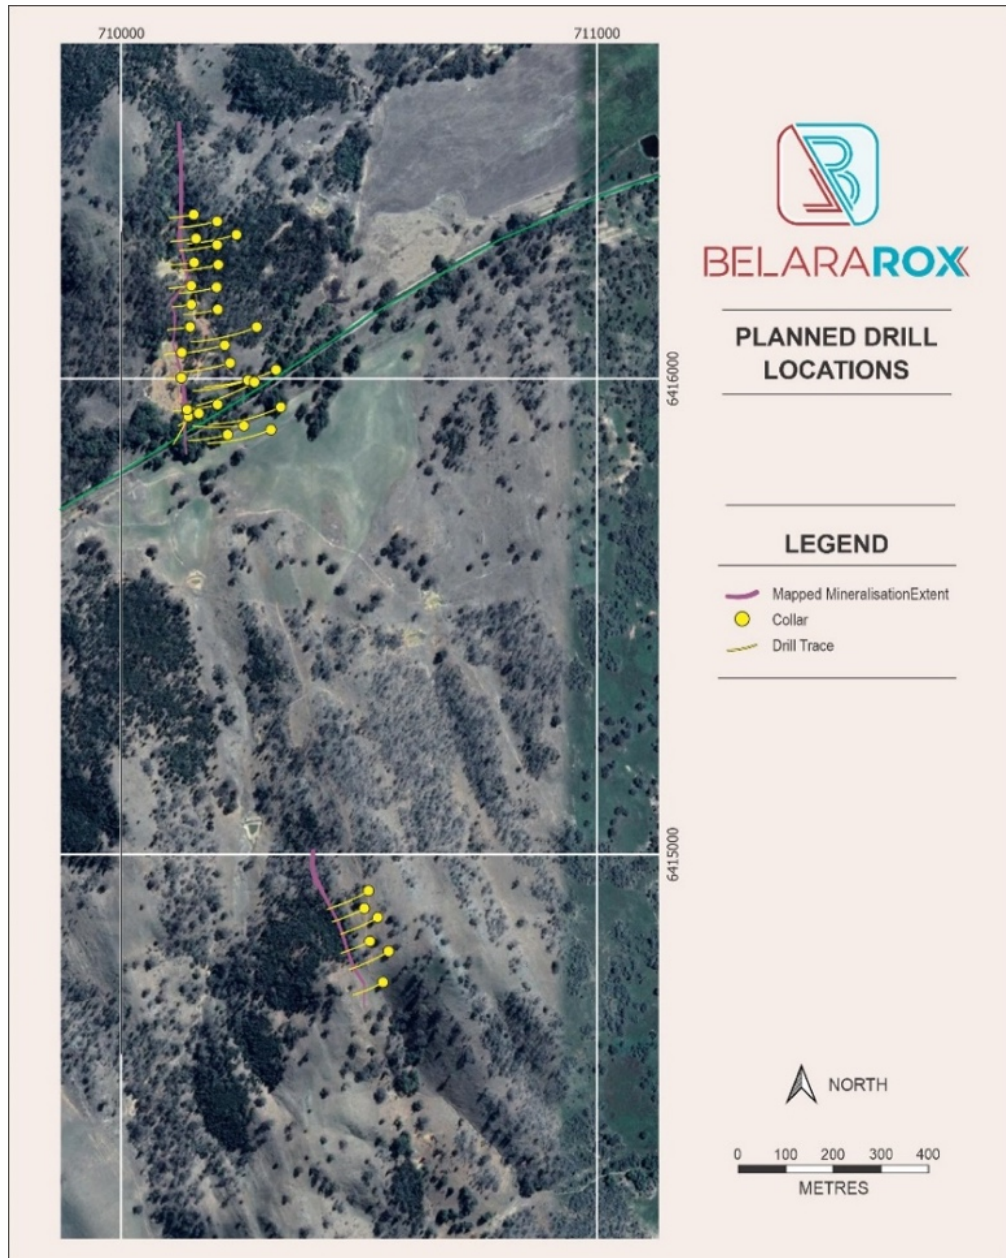 710000
711000
BELARAROX
PLANNED DRILL
LOCATIONS
6416000
LEGEND
Mapped MineralisationExtent
Collar
Drill Trace
6415000
NORTH
0 100 200 300 400
METRES